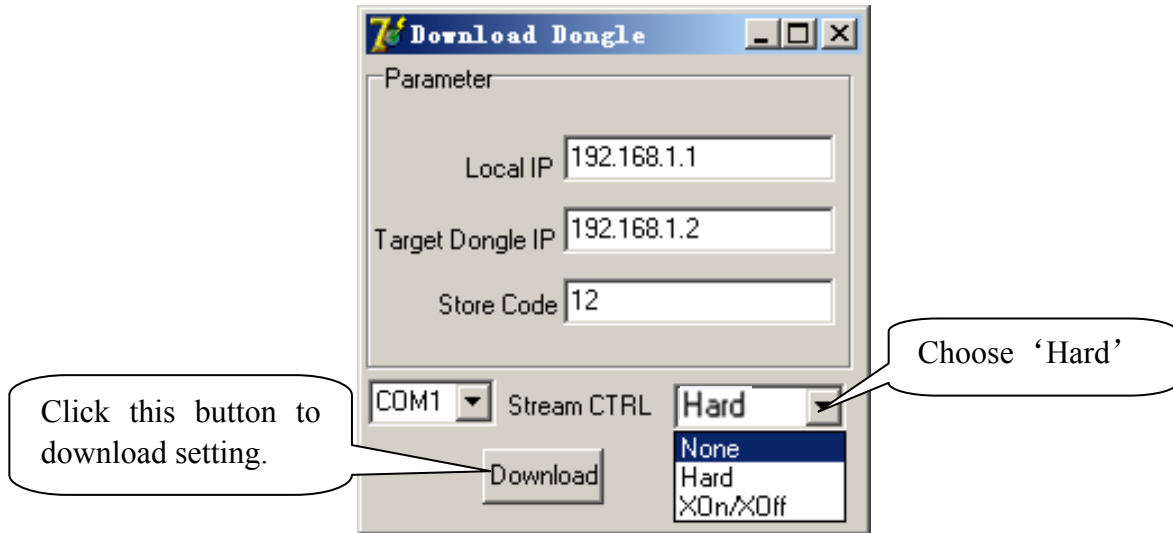 Download Dongle
Parameter
Local IP 192.168.1.1
Target Dongle IP 192.168.1.2
Store Code 12
Choose ‘Hard’
COM1 Stream CTRL Hard
Click this button to
download setting.
None
Hard
XOn/XOff
Download